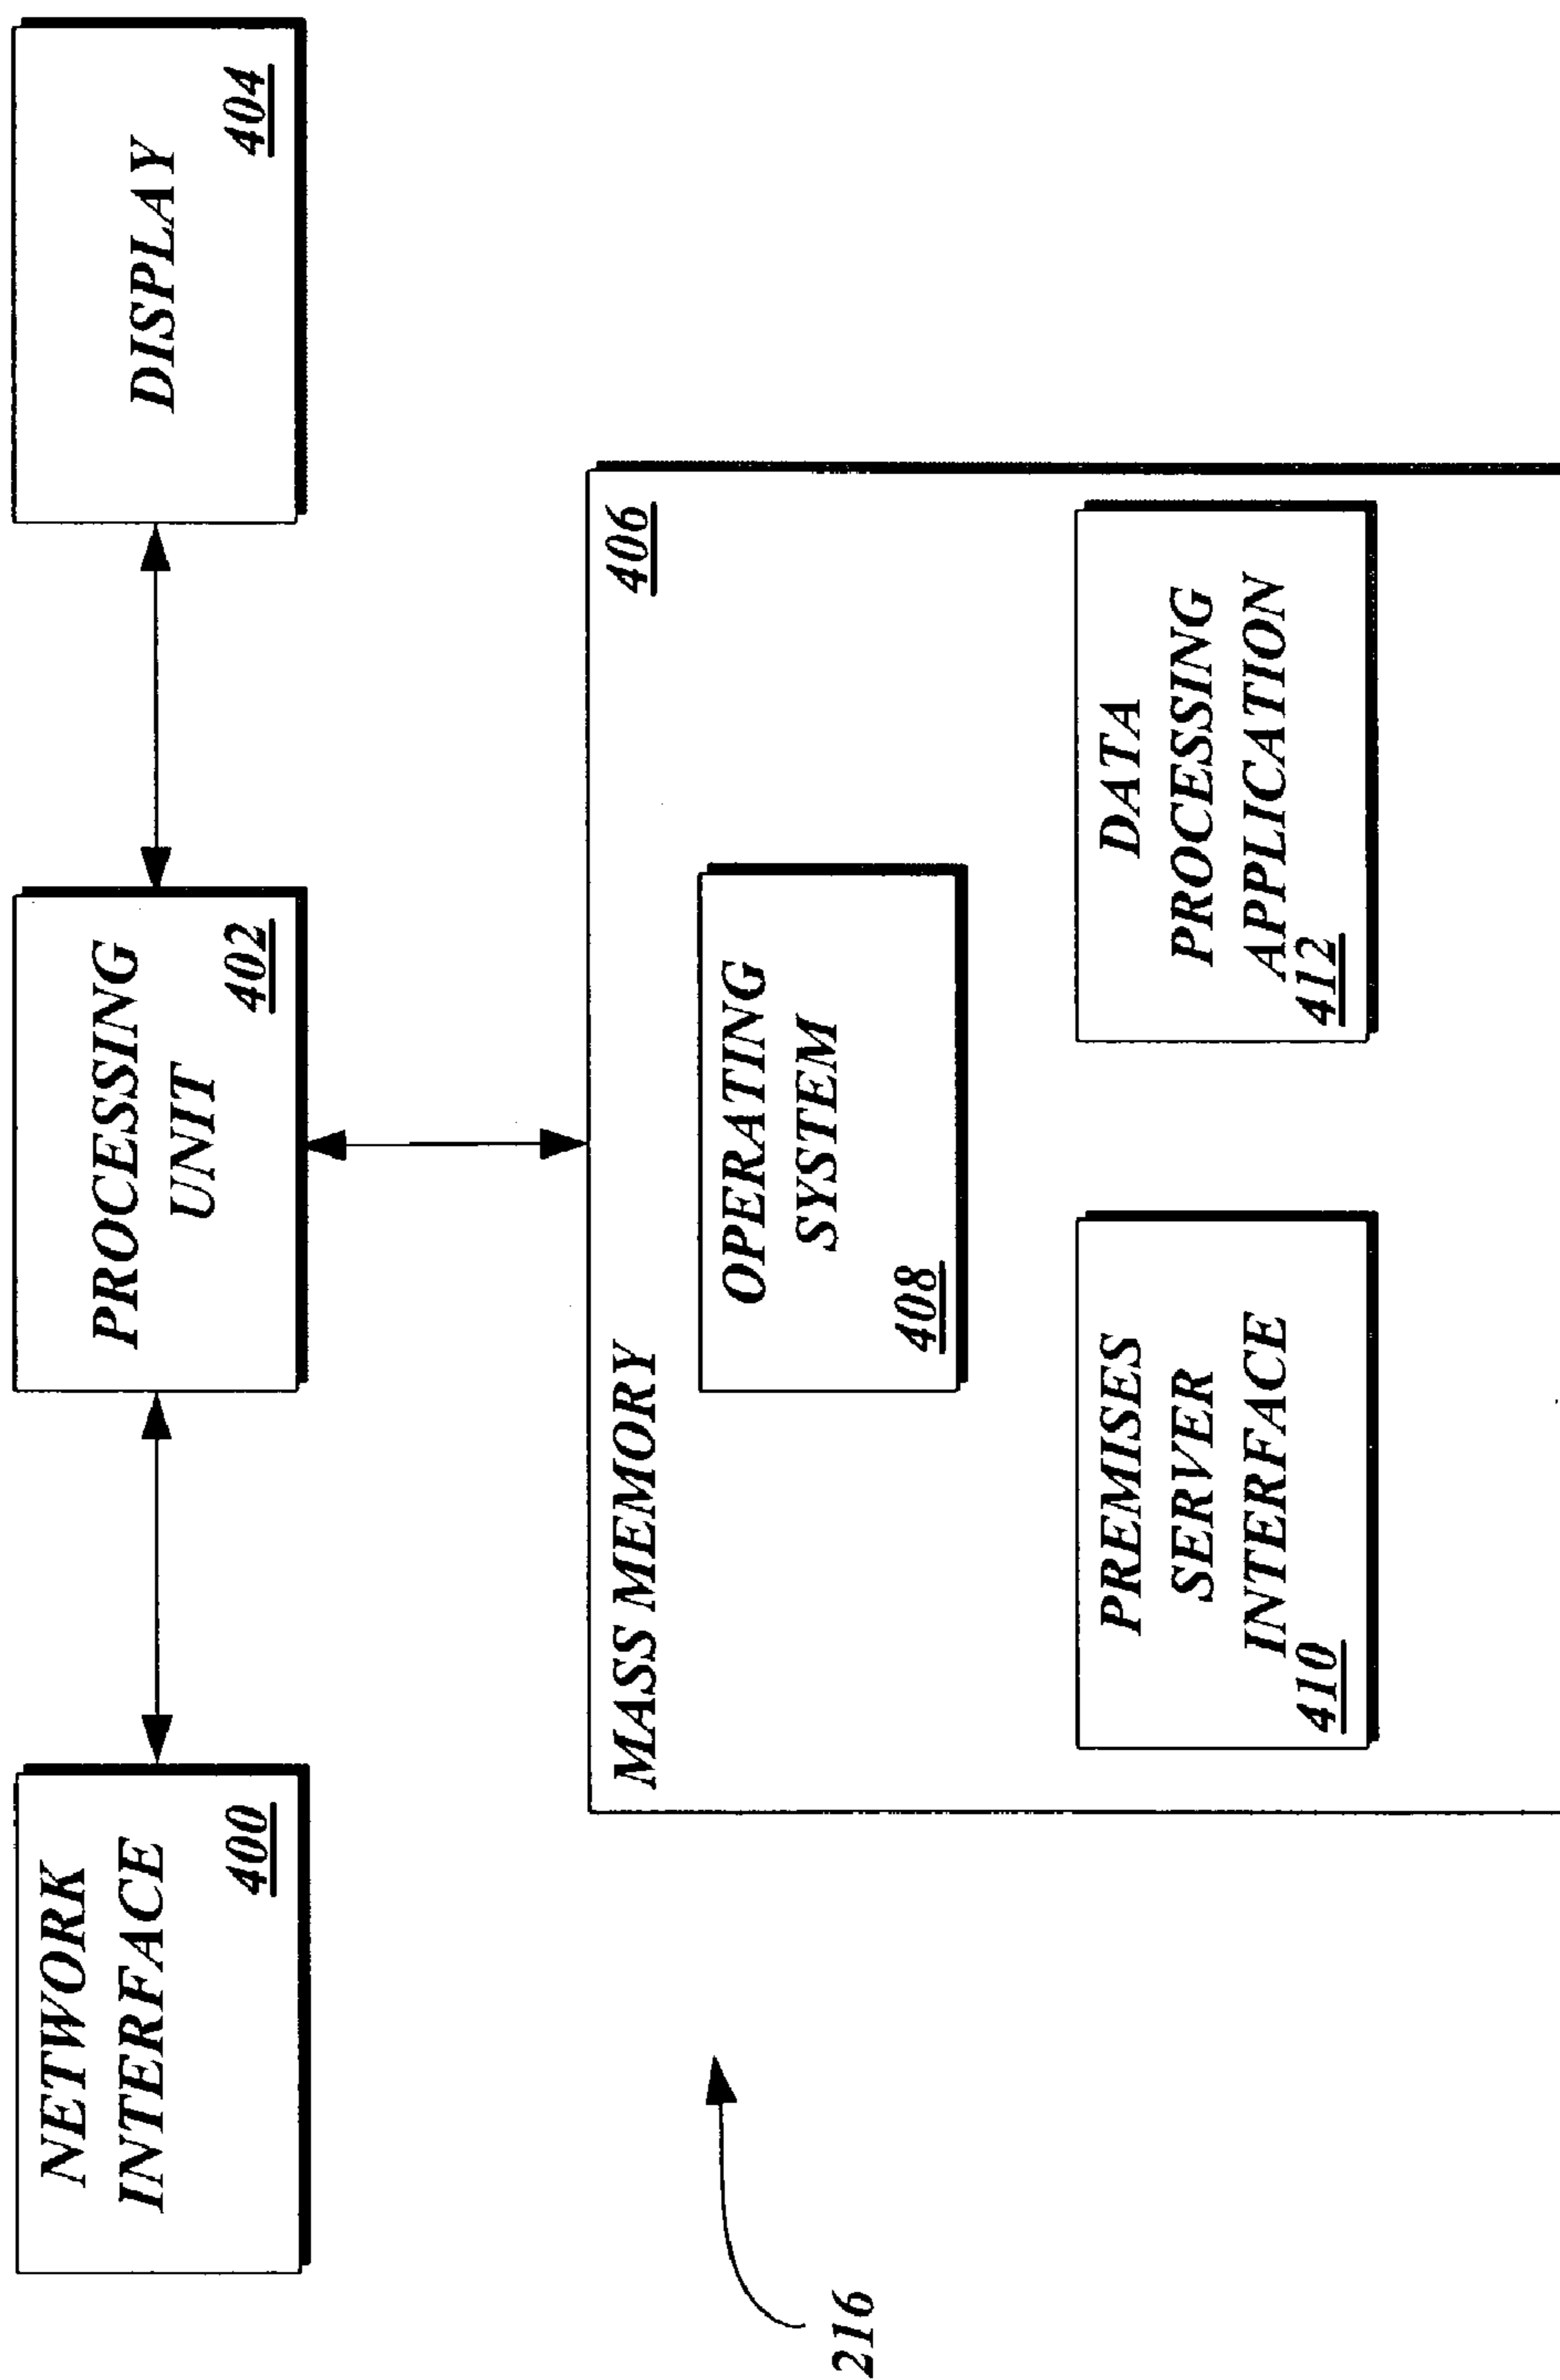 NETWORK
INTERFACE
400
PROCESSING
UNIT
402
DISPLAY
404
MASS MEMORY
406
OPERATING
SYSTEM
408
PREMISES
SERVER
INTERFACE
410
DATA
PROCESSING
APPLICATION
412
216